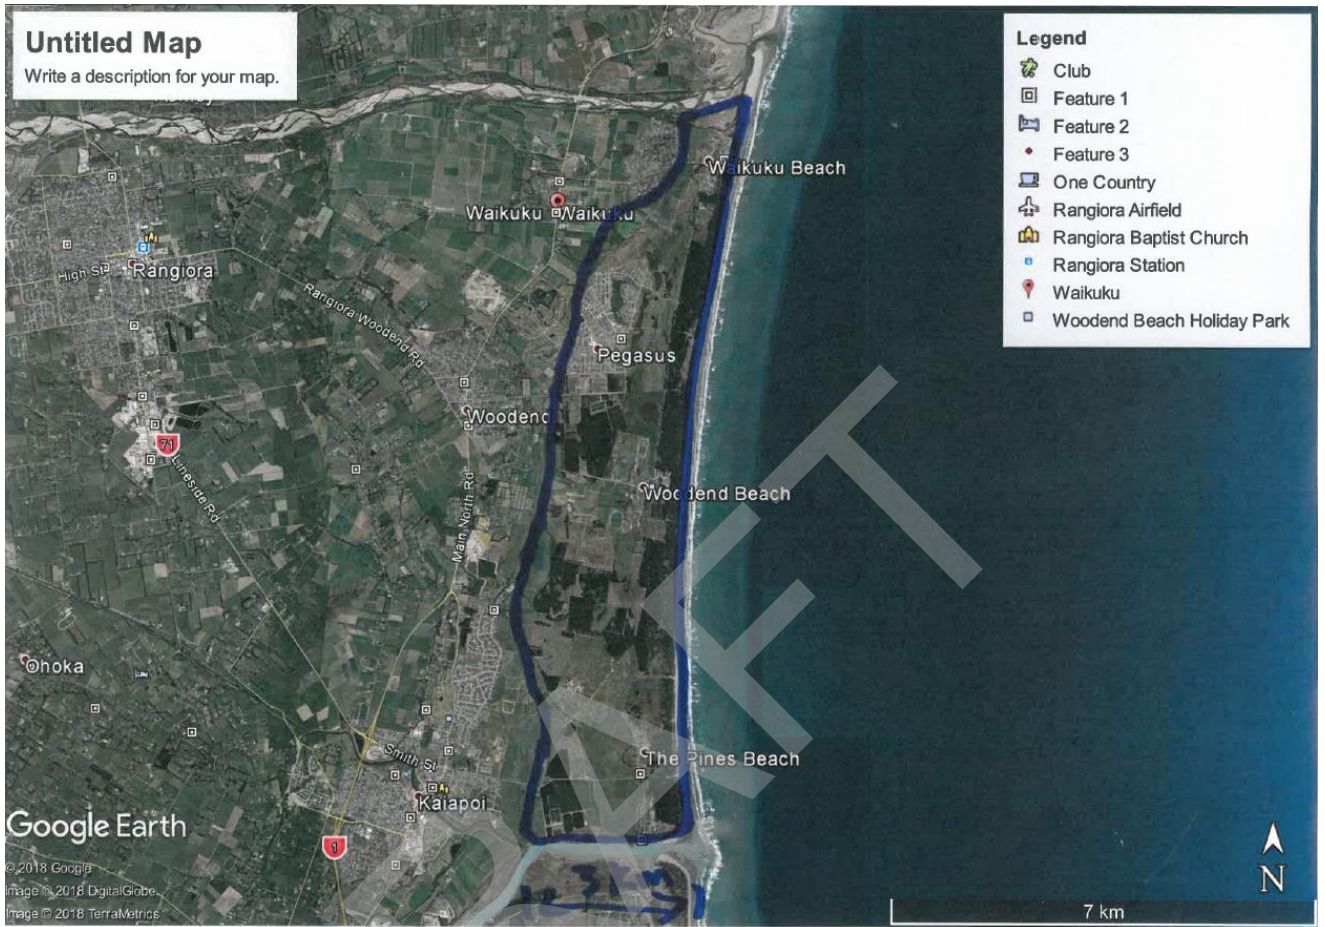 Untitled Map
Write a description for your map.
Legend
Club
Feature 1
Feature 2
Feature 3
One Country
Rangiora Airfield
Rangiora Baptist Church
Rangiora Station
Waikuku
Woodend Beach Holiday Park
Waikuku Beach
Waikuku Waikuku
High St
Rangiora
Rangiora Woodend Rd
Pegasus
Woodend
71
Lineside Rd
Main North Rd
Woodend Beach
Ohoka
Smith St
The Pines Beach
Kaiapoi
1
DRAFT
Google Earth
© 2018 Google
Image © 2018 DigitalGlobe
Image © 2018 TerraMetrics
3 km
N
7 km